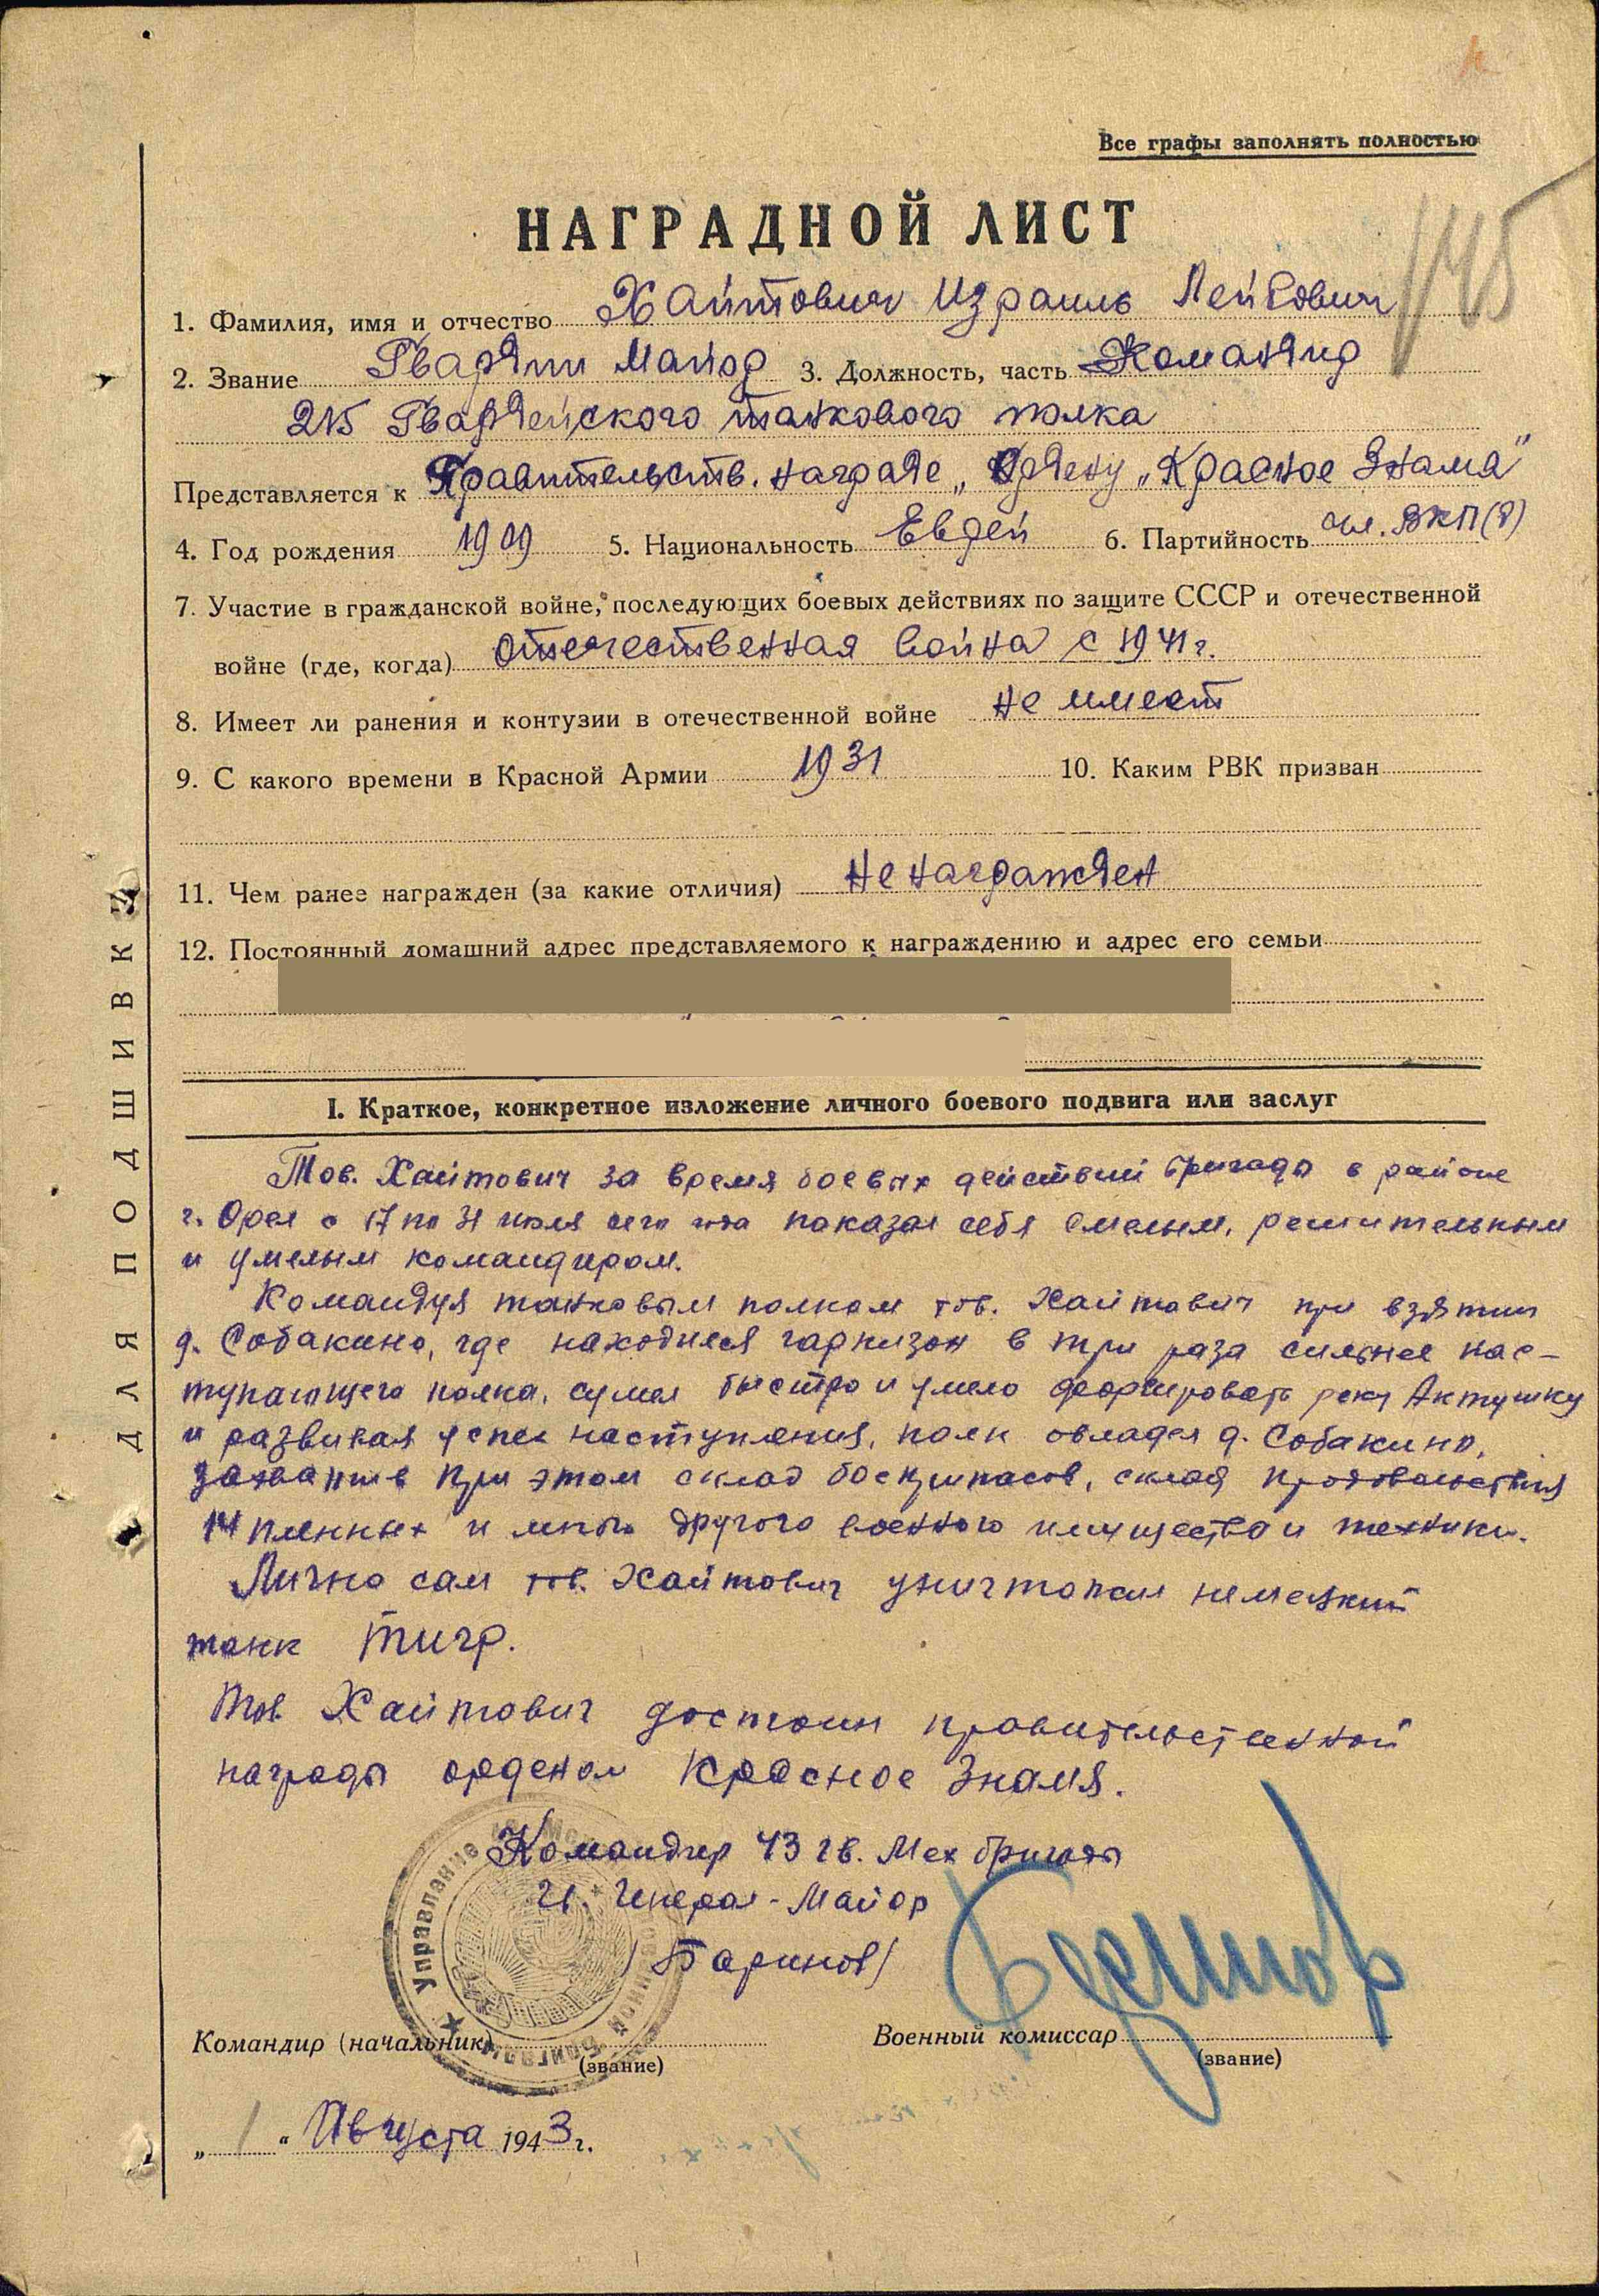 Все графы заполнять полностью
145
НАГРАДНОЙ ЛИСТ
1. Фамилия, имя и отчество Хайтович Израиль Лейбович
2. Звание Гвардии Майор 3. Должность, часть Командир
215 Гвардейского танкового полка
Представляется к Правительств. награде „Ордену „Красное Знамя"
4. Год рождения 1909 5. Национальность Еврей 6. Партийность чл. ВКП(б)
7. Участие в гражданской войне, последующих боевых действиях по защите СССР и отечественной
войне (где, когда) Отечественная война с 1941 г.
8. Имеет ли ранения и контузии в отечественной войне не имеет
9. С какого времени в Красной Армии 1931 10. Каким РВК призван
11. Чем ранее награжден (за какие отличия) Не награжден
12. Постоянный домашний адрес представляемого к награждению и адрес его семьи
ДЛЯ ПОДШИВКИ
I. Краткое, конкретное изложение личного боевого подвига или заслуг
Тов. Хайтович за время боевых действий бригады в районе
г. Орел с 17 по 31 июля сего года показал себя смелым, решительным
и умелым командиром.
Командуя танковым полком тов. Хайтович при взятии
д. Собакино, где находился гарнизон в три раза сильнее нас-
тупающего полка, сумел быстро и умело форсировать реку
и развивая успех наступления, полк овладел д. Собакино,
захватив при этом склад боеприпасов, склад продовольствия
14 пленных и много другого военного имущества и техники.
Лично сам тов. Хайтович уничтожил немецкий
танк Тигр.
Тов Хайтович достоин правительственной
награды орденом Красное Знамя.
Командир 43 гв. Мех бригады
Гв. Генерал-Майор
/Баринов/
Управление
Командир (начальник)
(звание)
Военный комиссар
(звание)
„1" Августа 1943 г.